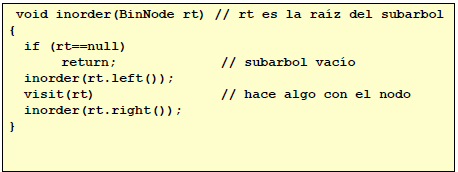 void inorder(BinNode rt) // rt es la raíz del subarbol
{
if (rt==null)
return; // subarbol vacío
inorder(rt.left());
visit(rt) // hace algo con el nodo
inorder(rt.right());
}